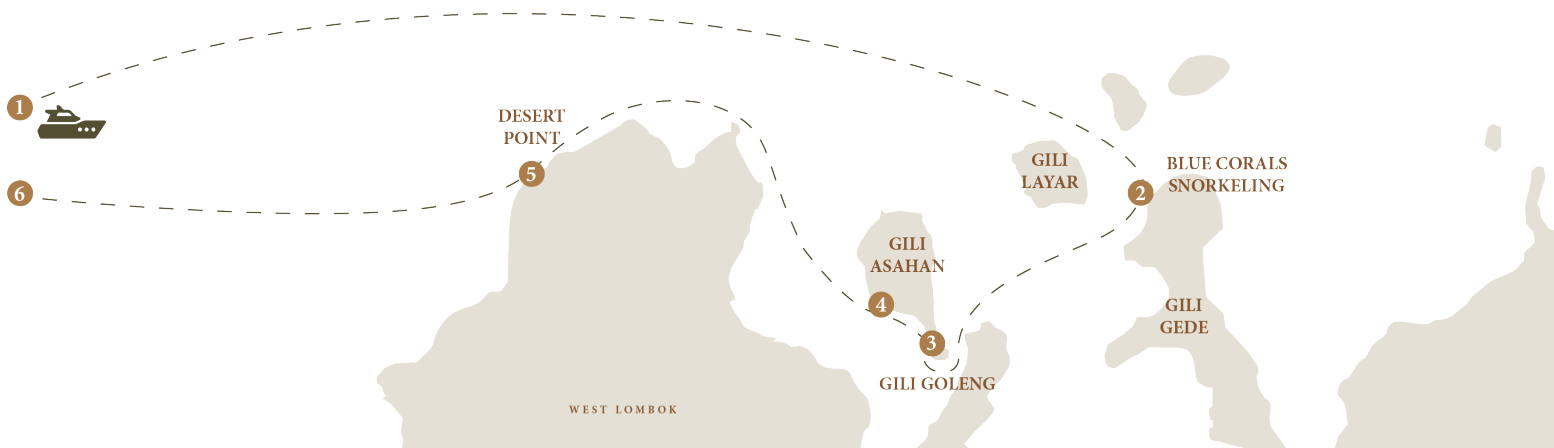 1
DESERT
POINT
5
6
GILI
LAYAR
BLUE CORALS
SNORKELING
2
GILI
ASAHAN
4
3
GILI GOLENG
GILI
GEDE
WEST LOMBOK